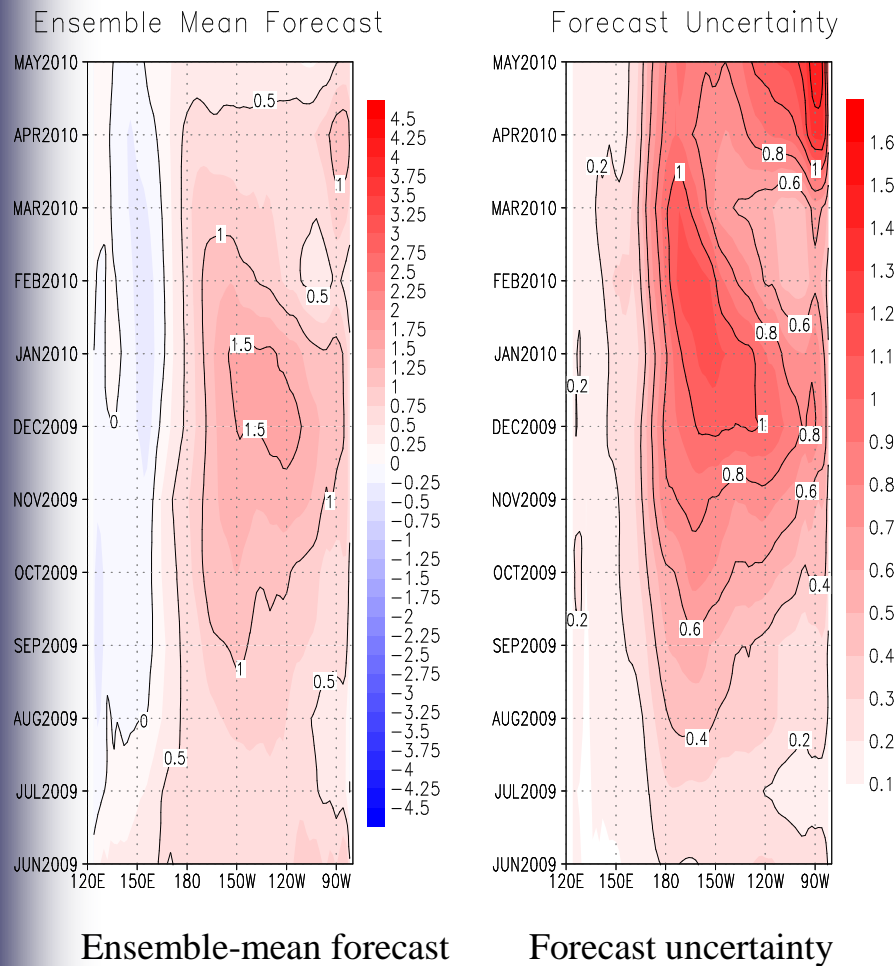 Ensemble Mean Forecast
MAY2010
APR2010
MAR2010
FEB2010
JAN2010
DEC2009
NOV2009
OCT2009
SEP2009
AUG2009
JUL2009
JUN2009
120E 150E 180 150W 120W 90W
0.5
1
1
0.5
1.5
0
1.5
1
1
0.5
0
0.5
4.5
4.25
4
3.75
3.5
3.25
3
2.75
2.5
2.25
2
1.75
1.5
1.25
1
0.75
0.5
0.25
0
-0.25
-0.5
-0.75
-1
-1.25
-1.5
-1.75
-2
-2.25
-2.5
-2.75
-3
-3.25
-3.5
-3.75
-4
-4.25
-4.5
Ensemble-mean forecast
Forecast Uncertainty
MAY2010
APR2010
MAR2010
FEB2010
JAN2010
DEC2009
NOV2009
OCT2009
SEP2009
AUG2009
JUL2009
JUN2009
120E 150E 180 150W 120W 90W
0.8
0.2
1
1
0.6
0.6
0.8
0.2
1
0.8
0.8
0.6
0.4
0.2
0.6
0.4
0.2
1.6
1.5
1.4
1.3
1.2
1.1
1
0.9
0.8
0.7
0.6
0.5
0.4
0.3
0.2
0.1
Forecast uncertainty